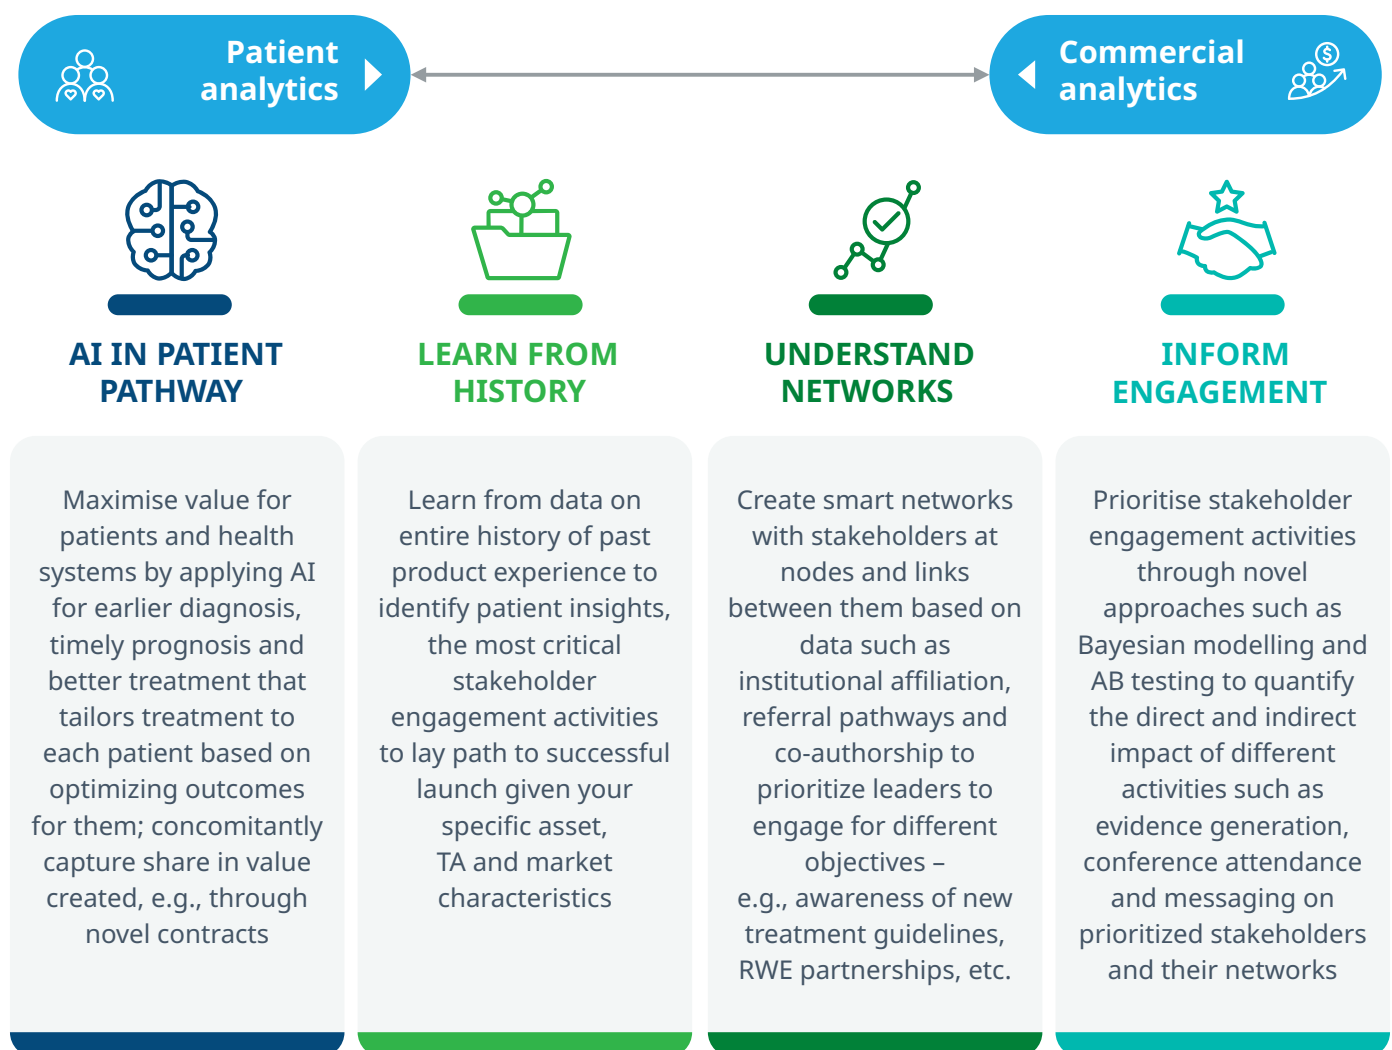 Patient
analytics
Commercial
analytics
$
AI IN PATIENT
PATHWAY
Maximise value for
patients and health
systems by applying AI
for earlier diagnosis,
timely prognosis and
better treatment that
tailors treatment to
each patient based on
optimizing outcomes
for them; concomitantly
capture share in value
created, e.g., through
novel contracts
LEARN FROM
HISTORY
Learn from data on
entire history of past
product experience to
identify patient insights,
the most critical
stakeholder
engagement activities
to lay path to successful
launch given your
specific asset,
TA and market
characteristics
UNDERSTAND
NETWORKS
Create smart networks
with stakeholders at
nodes and links
between them based on
data such as
institutional affiliation,
referral pathways and
co-authorship to
prioritize leaders to
engage for different
objectives –
e.g., awareness of new
treatment guidelines,
RWE partnerships, etc.
INFORM
ENGAGEMENT
Prioritise stakeholder
engagement activities
through novel
approaches such as
Bayesian modelling and
AB testing to quantify
the direct and indirect
impact of different
activities such as
evidence generation,
conference attendance
and messaging on
prioritized stakeholders
and their networks